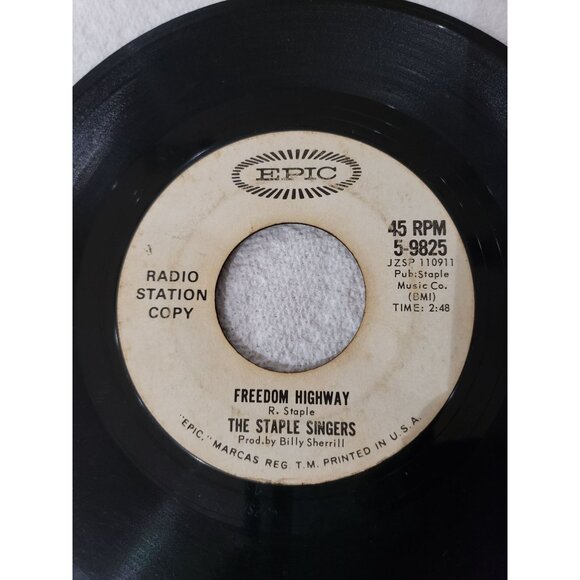 EPIC
RADIO
STATION
COPY
45 RPM
5-9825
JZSP 110911
Pub: Staple
Music Co.
(BMI)
TIME: 2:48
FREEDOM HIGHWAY
R. Staple
THE STAPLE SINGERS
Prod. by Billy Sherrill
"EPIC," MARCAS REG. T.M. PRINTED IN U.S.A.